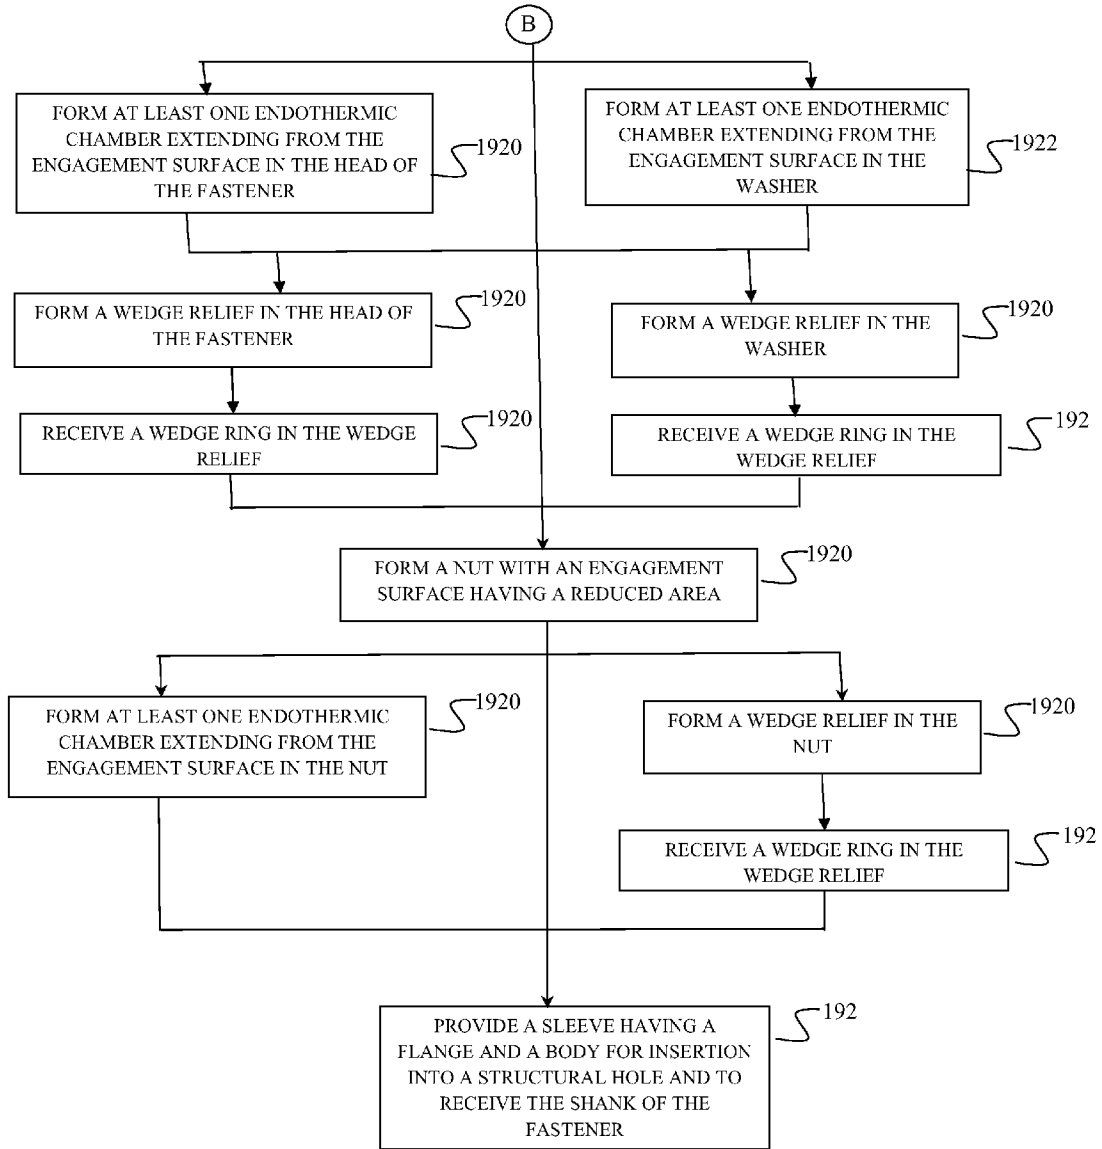 B
FORM AT LEAST ONE ENDOTHERMIC
CHAMBER EXTENDING FROM THE
ENGAGEMENT SURFACE IN THE HEAD OF
THE FASTENER
1920
FORM AT LEAST ONE ENDOTHERMIC
CHAMBER EXTENDING FROM THE
ENGAGEMENT SURFACE IN THE
WASHER
1922
FORM A WEDGE RELIEF IN THE HEAD OF
THE FASTENER
1920
FORM A WEDGE RELIEF IN THE
WASHER
1920
RECEIVE A WEDGE RING IN THE WEDGE
RELIEF
1920
RECEIVE A WEDGE RING IN THE
WEDGE RELIEF
192
FORM A NUT WITH AN ENGAGEMENT
SURFACE HAVING A REDUCED AREA
1920
FORM AT LEAST ONE ENDOTHERMIC
CHAMBER EXTENDING FROM THE
ENGAGEMENT SURFACE IN THE NUT
1920
FORM A WEDGE RELIEF IN THE
NUT
1920
RECEIVE A WEDGE RING IN THE
WEDGE RELIEF
192
PROVIDE A SLEEVE HAVING A
FLANGE AND A BODY FOR INSERTION
INTO A STRUCTURAL HOLE AND TO
RECEIVE THE SHANK OF THE
FASTENER
192